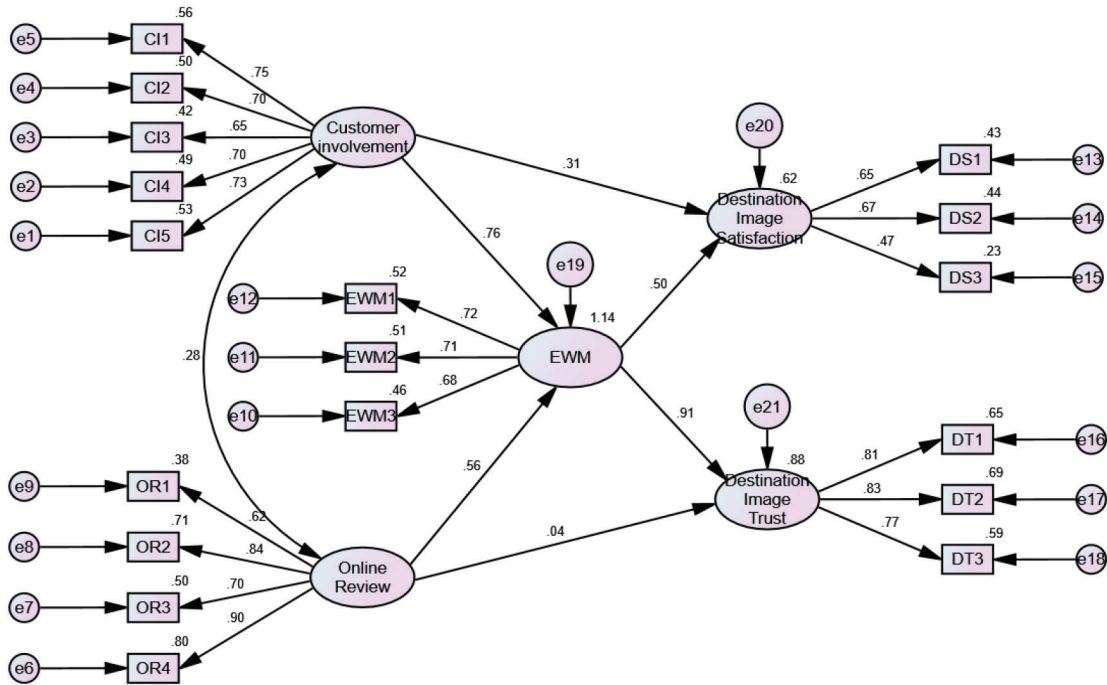 .56
e5
CI1
.75
.50
e4
CI2
.70
.42
e3
CI3
.65
.49
e2
CI4
.70
.53
e1
CI5
.73
Customer
involvement
.31
e20
.62
Destination
Image
Satisfaction
.43
.65
DS1
e13
.44
.67
DS2
e14
.23
.47
DS3
e15
.76
e19
1.14
EWM
.50
.52
e12
EWM1
.72
.51
e11
EWM2
.71
.46
e10
EWM3
.68
.28
.56
.91
e21
.88
Destination
Image
Trust
.65
.81
DT1
e16
.69
.83
DT2
e17
.59
.77
DT3
e18
.04
.38
e9
OR1
.62
.71
e8
OR2
.84
.50
e7
OR3
.70
.80
e6
OR4
.90
Online
Review